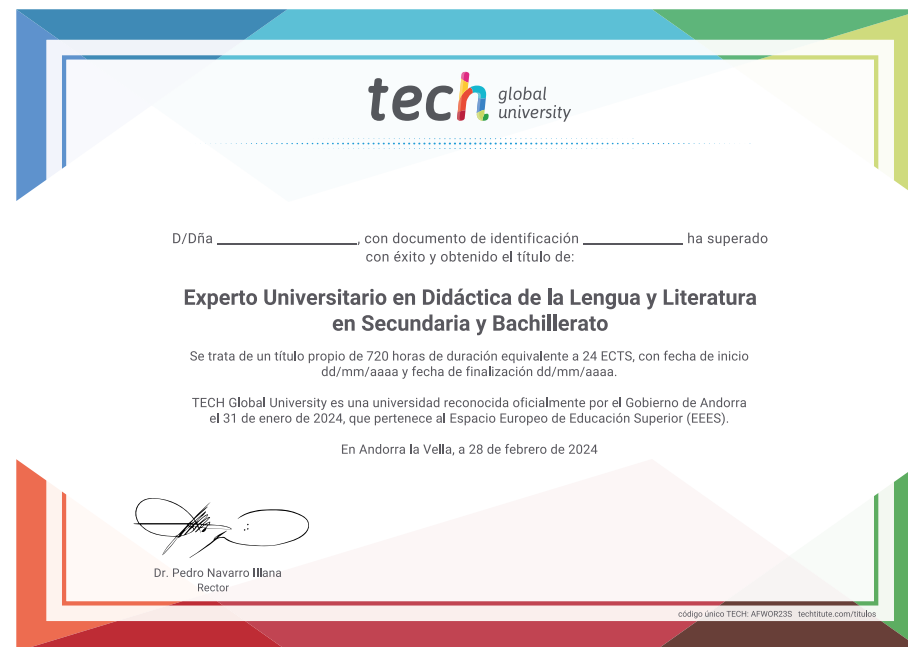 tech global university
D/Dña ____________, con documento de identificación ____________ ha superado
con éxito y obtenido el título de:
Experto Universitario en Didáctica de la Lengua y Literatura
en Secundaria y Bachillerato
Se trata de un título propio de 720 horas de duración equivalente a 24 ECTS, con fecha de inicio
dd/mm/aaaa y fecha de finalización dd/mm/aaaa.
TECH Global University es una universidad reconocida oficialmente por el Gobierno de Andorra
el 31 de enero de 2024, que pertenece al Espacio Europeo de Educación Superior (EEES).
En Andorra la Vella, a 28 de febrero de 2024
Dr. Pedro Navarro Illana
Rector
código único TECH: AFWOR23S techtitute.com/titulos